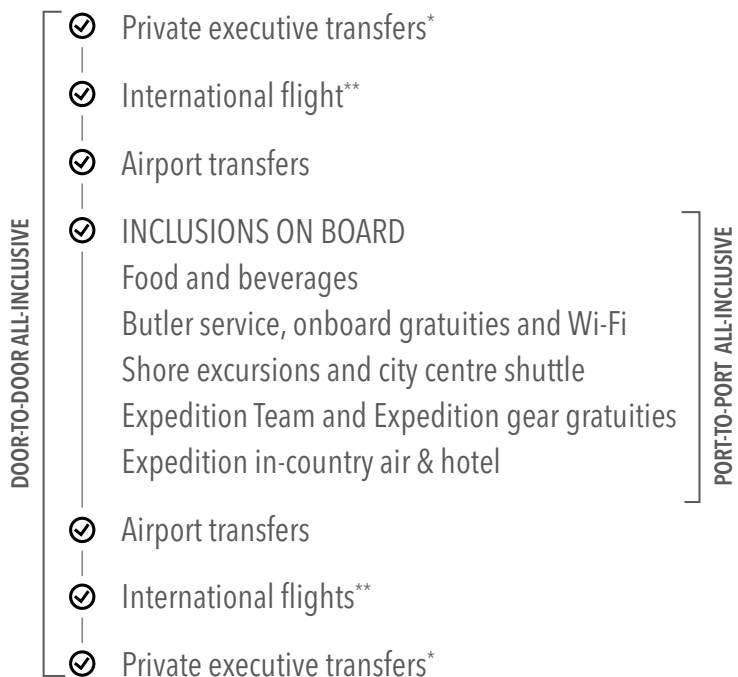 Private executive transfers*
International flight**
Airport transfers
INCLUSIONS ON BOARD
Food and beverages
Butler service, onboard gratuities and Wi-Fi
Shore excursions and city centre shuttle
Expedition Team and Expedition gear gratuities
Expedition in-country air & hotel
Airport transfers
International flights**
Private executive transfers*
DOOR-TO-DOOR ALL-INCLUSIVE
PORT-TO-PORT ALL-INCLUSIVE